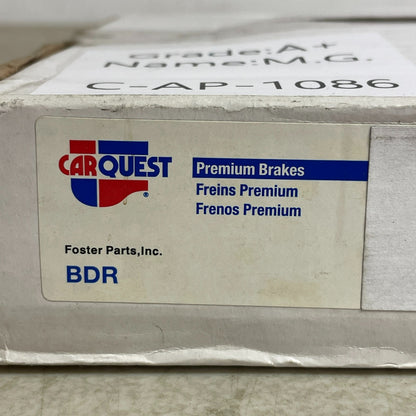 Grade:A+
Name:M.G.
C-AP-1086
CARQUEST
®
Premium Brakes
Freins Premium
Frenos Premium
Foster Parts,Inc.
BDR